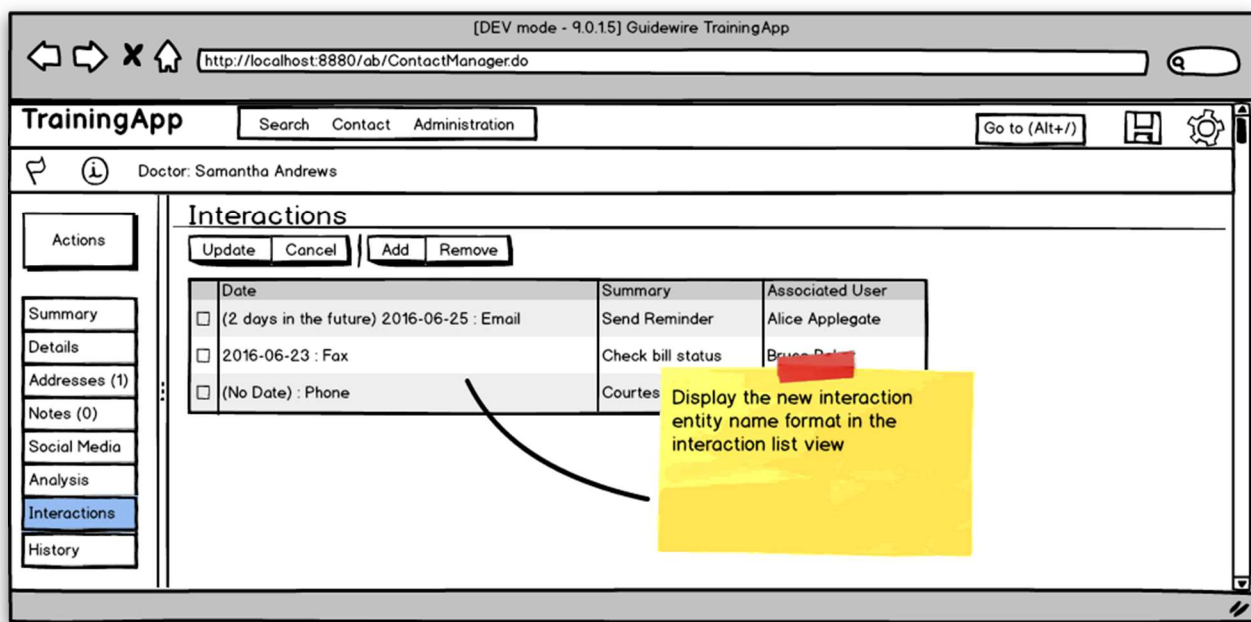 [DEV mode - 9.0.1.5] Guidewire TrainingApp
http://localhost:8880/ab/ContactManager.do
TrainingApp
Search Contact Administration
Go to (Alt+/)
Doctor: Samantha Andrews
Actions
Summary
Details
Addresses (1)
Notes (0)
Social Media
Analysis
Interactions
History
Interactions
Update Cancel Add Remove
Date Summary Associated User
(2 days in the future) 2016-06-25 : Email Send Reminder Alice Applegate
2016-06-23 : Fax Check bill status
(No Date) : Phone
Display the new interaction
entity name format in the
interaction list view